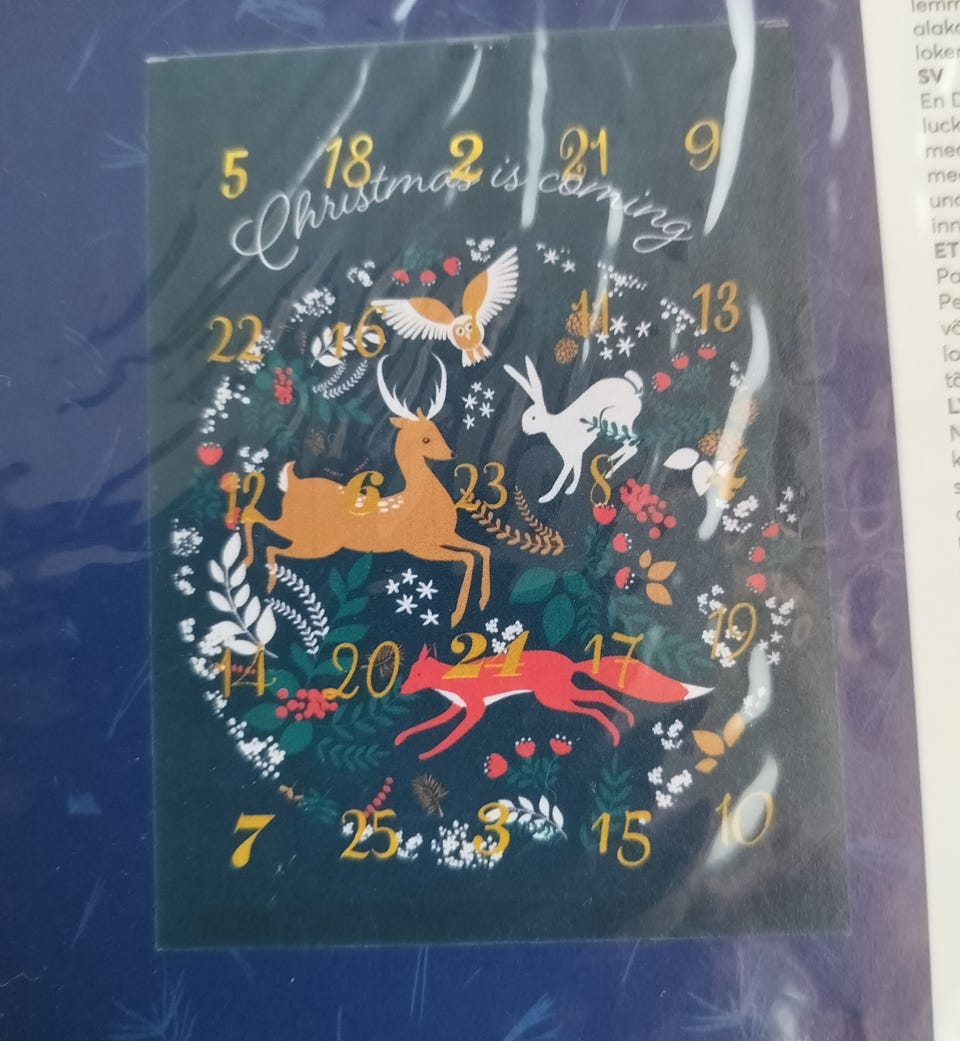 5 18 2 21 9
Christmas is coming
22 16 11 13
12 6 23 8 4
14 20 24 17 19
7 25 3 15 10
SV
En
ET